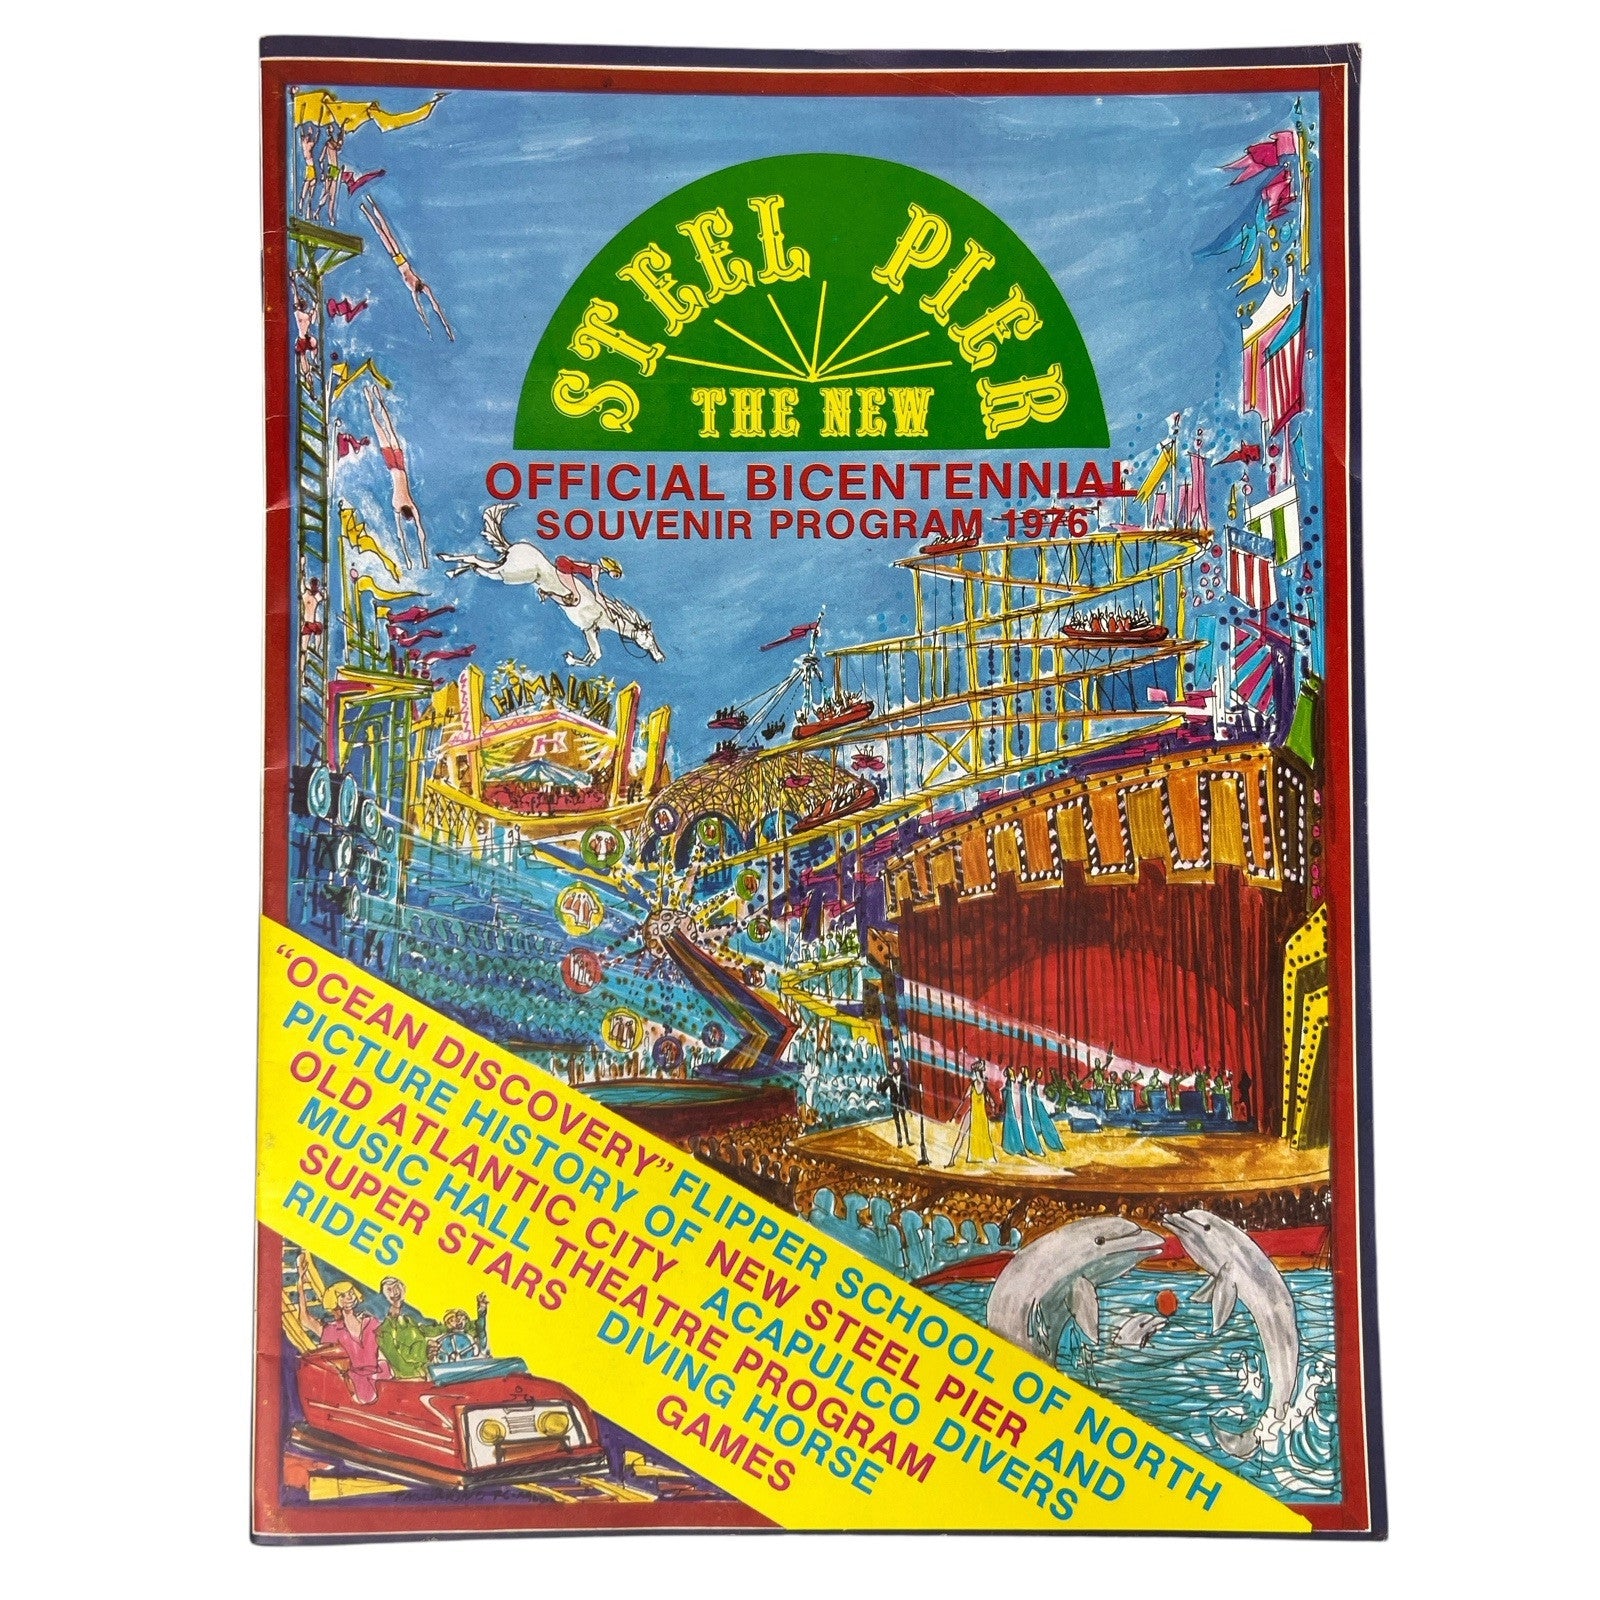 STEEL PIER
THE NEW
OFFICIAL BICENTENNIAL
SOUVENIR PROGRAM 1976
HIMALAYA
H
"OCEAN DISCOVERY" FLIPPER SCHOOL OF NORTH
PICTURE HISTORY OF NEW STEEL PIER AND
OLD ATLANTIC CITY ACAPULCO DIVERS
MUSIC HALL THEATRE PROGRAM
SUPER STARS DIVING HORSE
RIDES GAMES